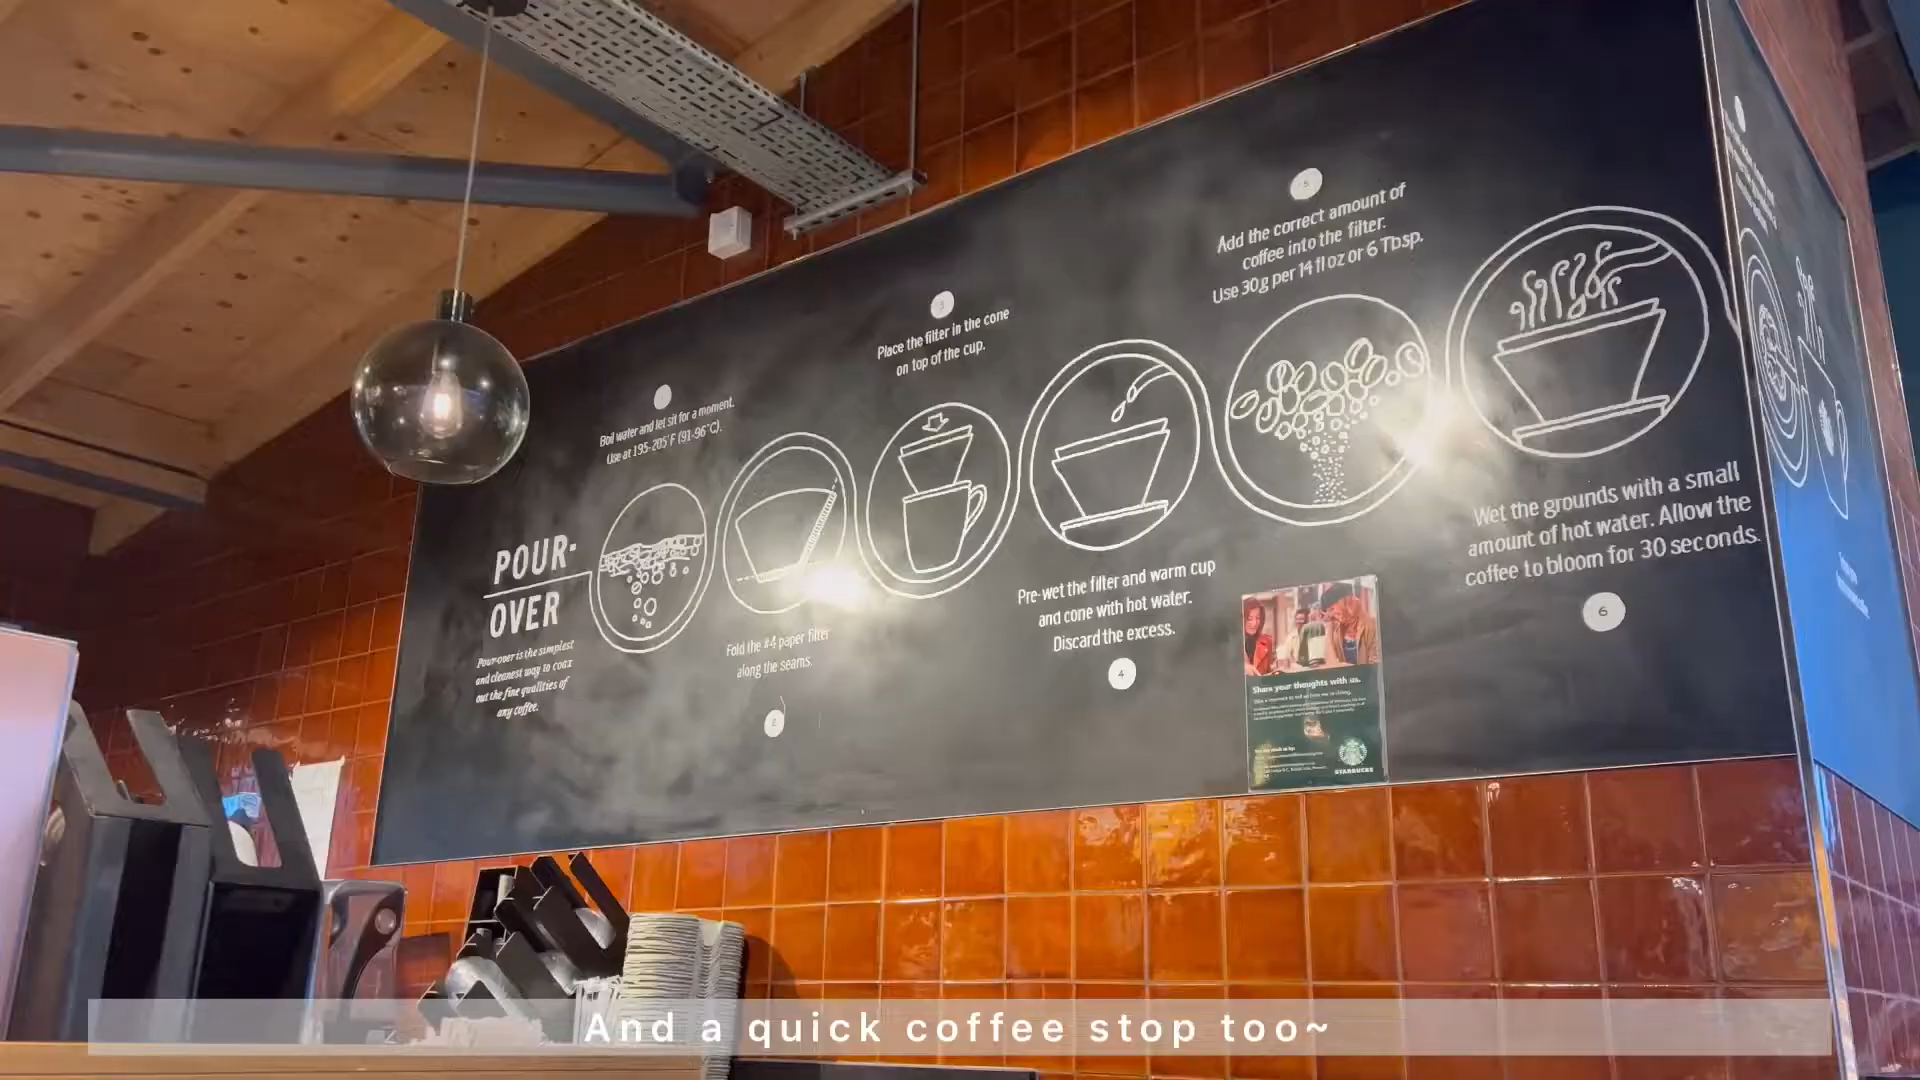 POUR-
OVER
Pour-over is the simplest
and cleanest way to coax
out the fine qualities of
any coffee.
1
Boil water and let sit for a moment.
Use at 195-205°F (91-96°C).
Fold the #4 paper filter
along the seams.
2
3
Place the filter in the cone
on top of the cup.
Pre-wet the filter and warm cup
and cone with hot water.
Discard the excess.
4
5
Add the correct amount of
coffee into the filter.
Use 30g per 14 fl oz or 6 Tbsp.
Wet the grounds with a small
amount of hot water. Allow the
coffee to bloom for 30 seconds.
6
Share your thoughts with us.
STARBUCKS
And a quick coffee stop too~